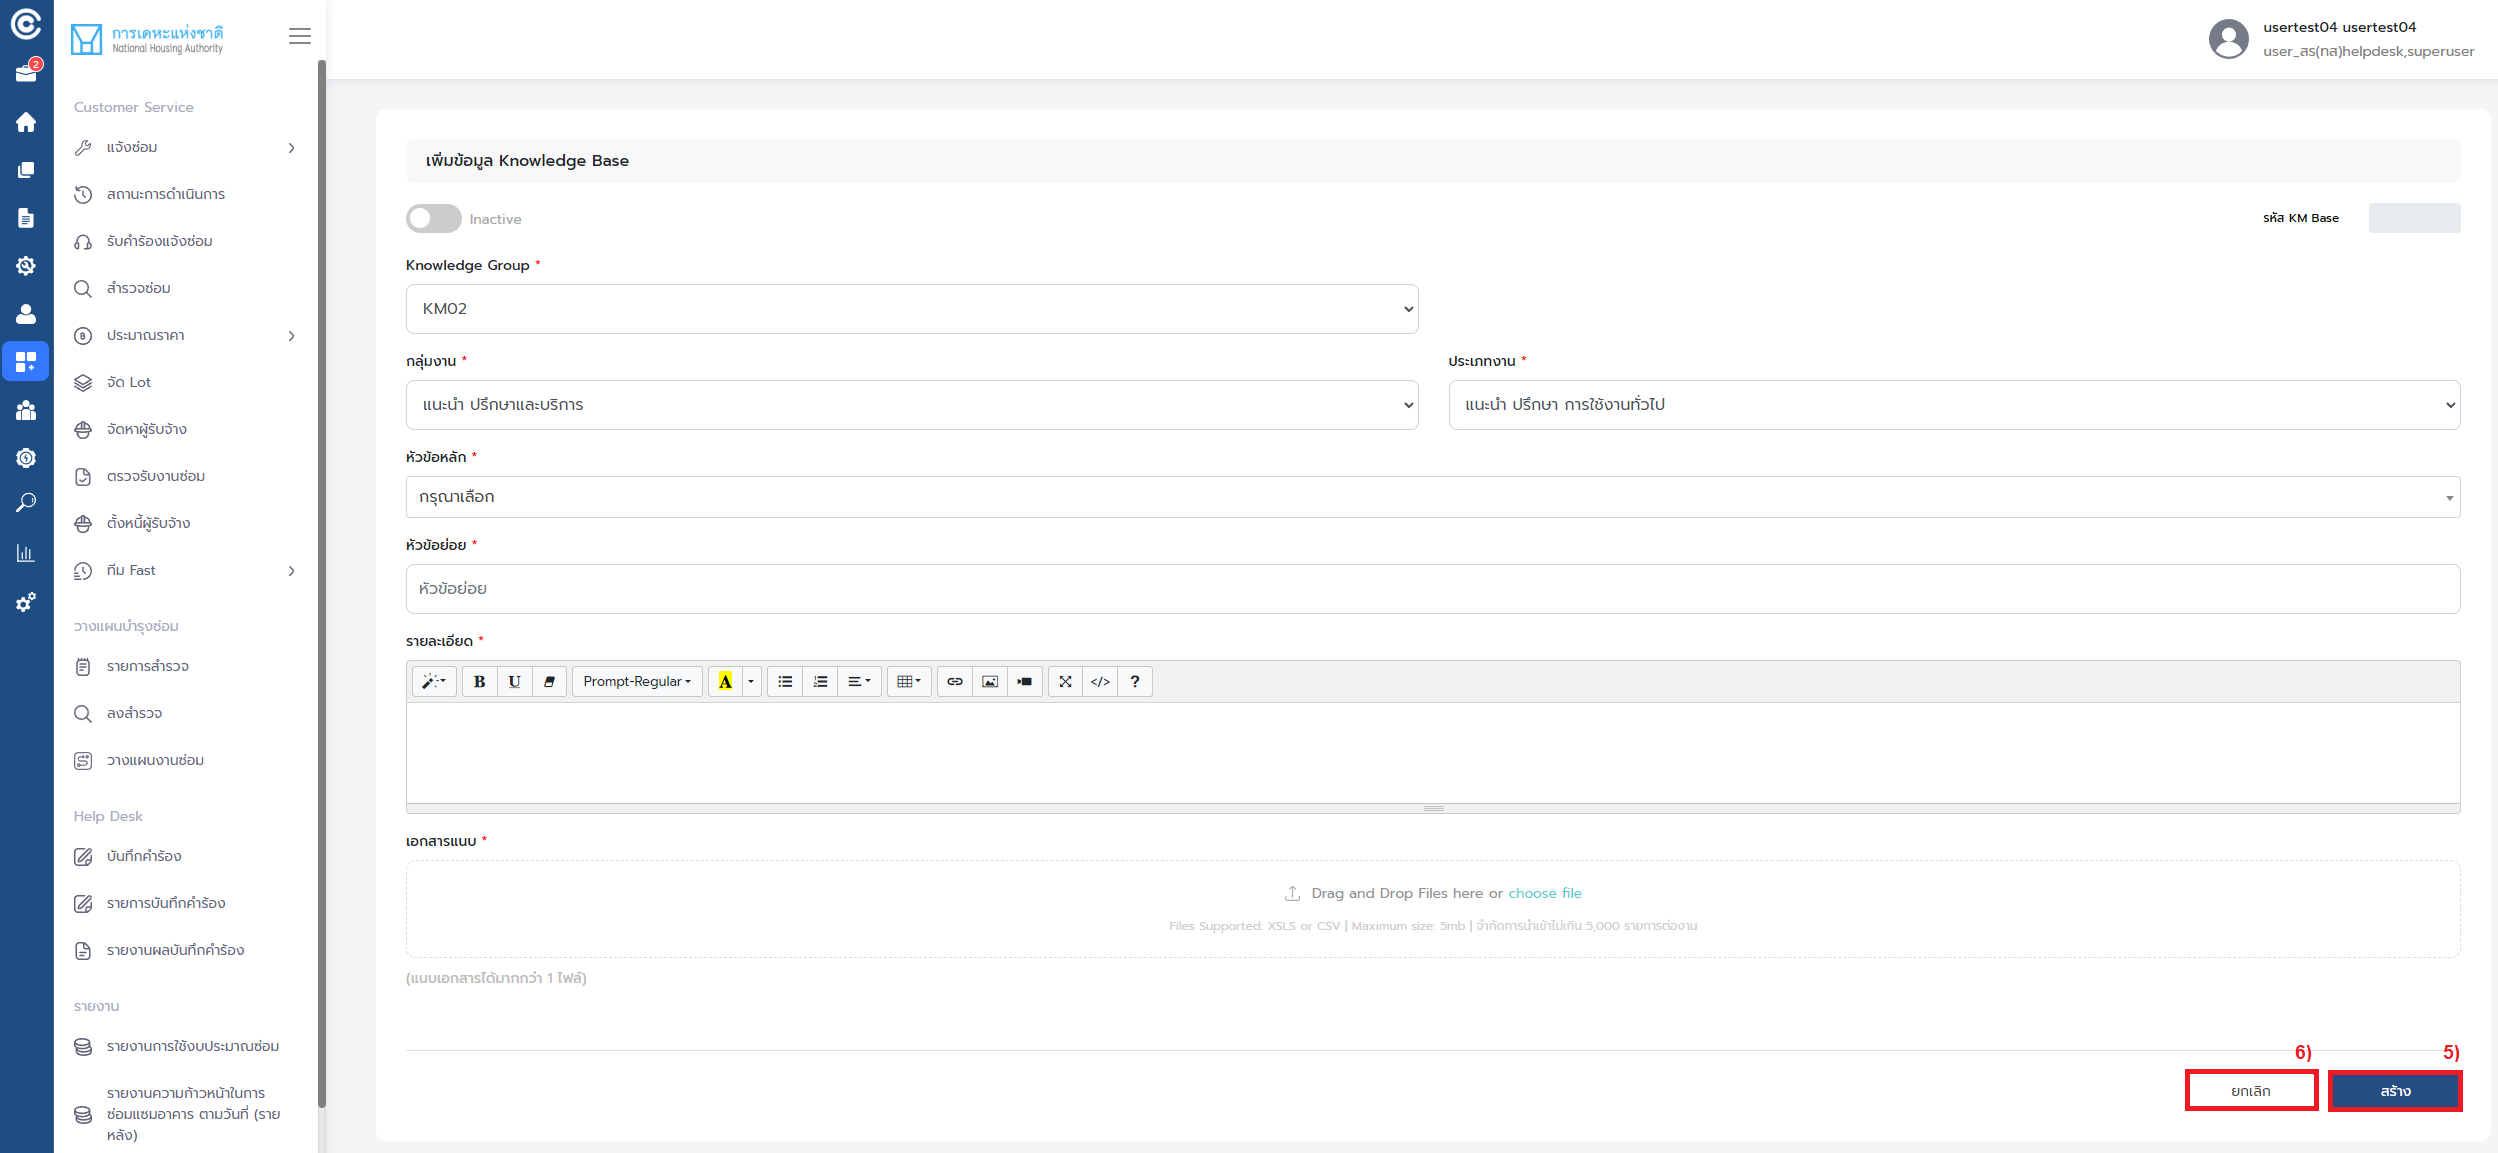 2
การเคหะแห่งชาติ
National Housing Authority
usertest04 usertest04
user_สร(ทส)helpdesk,superuser
Customer Service
แจ้งซ่อม
สถานะการดำเนินการ
รับคำร้องแจ้งซ่อม
สำรวจซ่อม
ประมาณราคา
จัด Lot
จัดหาผู้รับจ้าง
ตรวจรับงานซ่อม
ตั้งหนี้ผู้รับจ้าง
ทีม Fast
วางแผนบำรุงซ่อม
รายการสำรวจ
ลงสำรวจ
วางแผนงานซ่อม
Help Desk
บันทึกคำร้อง
รายการบันทึกคำร้อง
รายงานผลบันทึกคำร้อง
รายงาน
รายงานการใช้งบประมาณซ่อม
รายงานความก้าวหน้าในการ
ซ่อมแซมอาคาร ตามวันที่ (ราย
หลัง)
เพิ่มข้อมูล Knowledge Base
Inactive
รหัส KM Base
Knowledge Group *
KM02
กลุ่มงาน *
ประเภทงาน *
แนะนำ ปรึกษาและบริการ
แนะนำ ปรึกษา การใช้งานทั่วไป
หัวข้อหลัก *
กรุณาเลือก
หัวข้อย่อย *
หัวข้อย่อย
รายละเอียด *
B U Prompt-Regular A </> ?
เอกสารแนบ *
Drag and Drop Files here or choose file
Files Supported: XSLS or CSV | Maximum size: 5mb | จำกัดการนำเข้าไม่เกิน 5,000 รายการต่องาน
(แนบเอกสารได้มากกว่า 1 ไฟล์)
6) 5)
ยกเลิก สร้าง